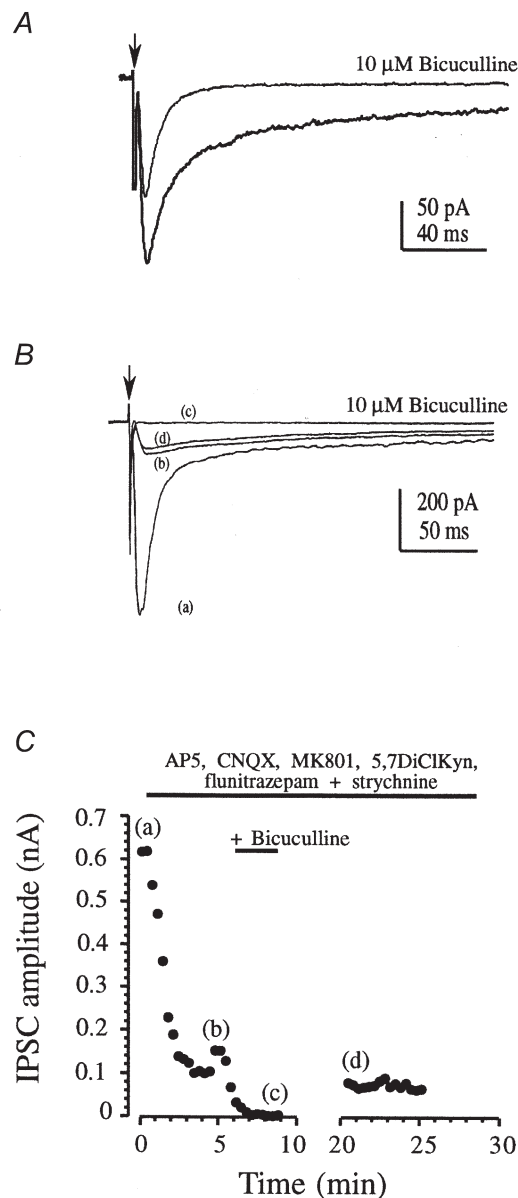 A
10 µM Bicuculline
50 pA
40 ms
B
(c)
10 µM Bicuculline
(d)
(b)
200 pA
50 ms
(a)
C
AP5, CNQX, MK801, 5,7DiClKyn,
flunitrazepam + strychnine
0.7
(a)
+ Bicuculline
0.6
0.5
0.4
0.3
0.2
(b)
0.1
(c)
(d)
0
0 5 10 20 25 30
IPSC amplitude (nA)
Time (min)